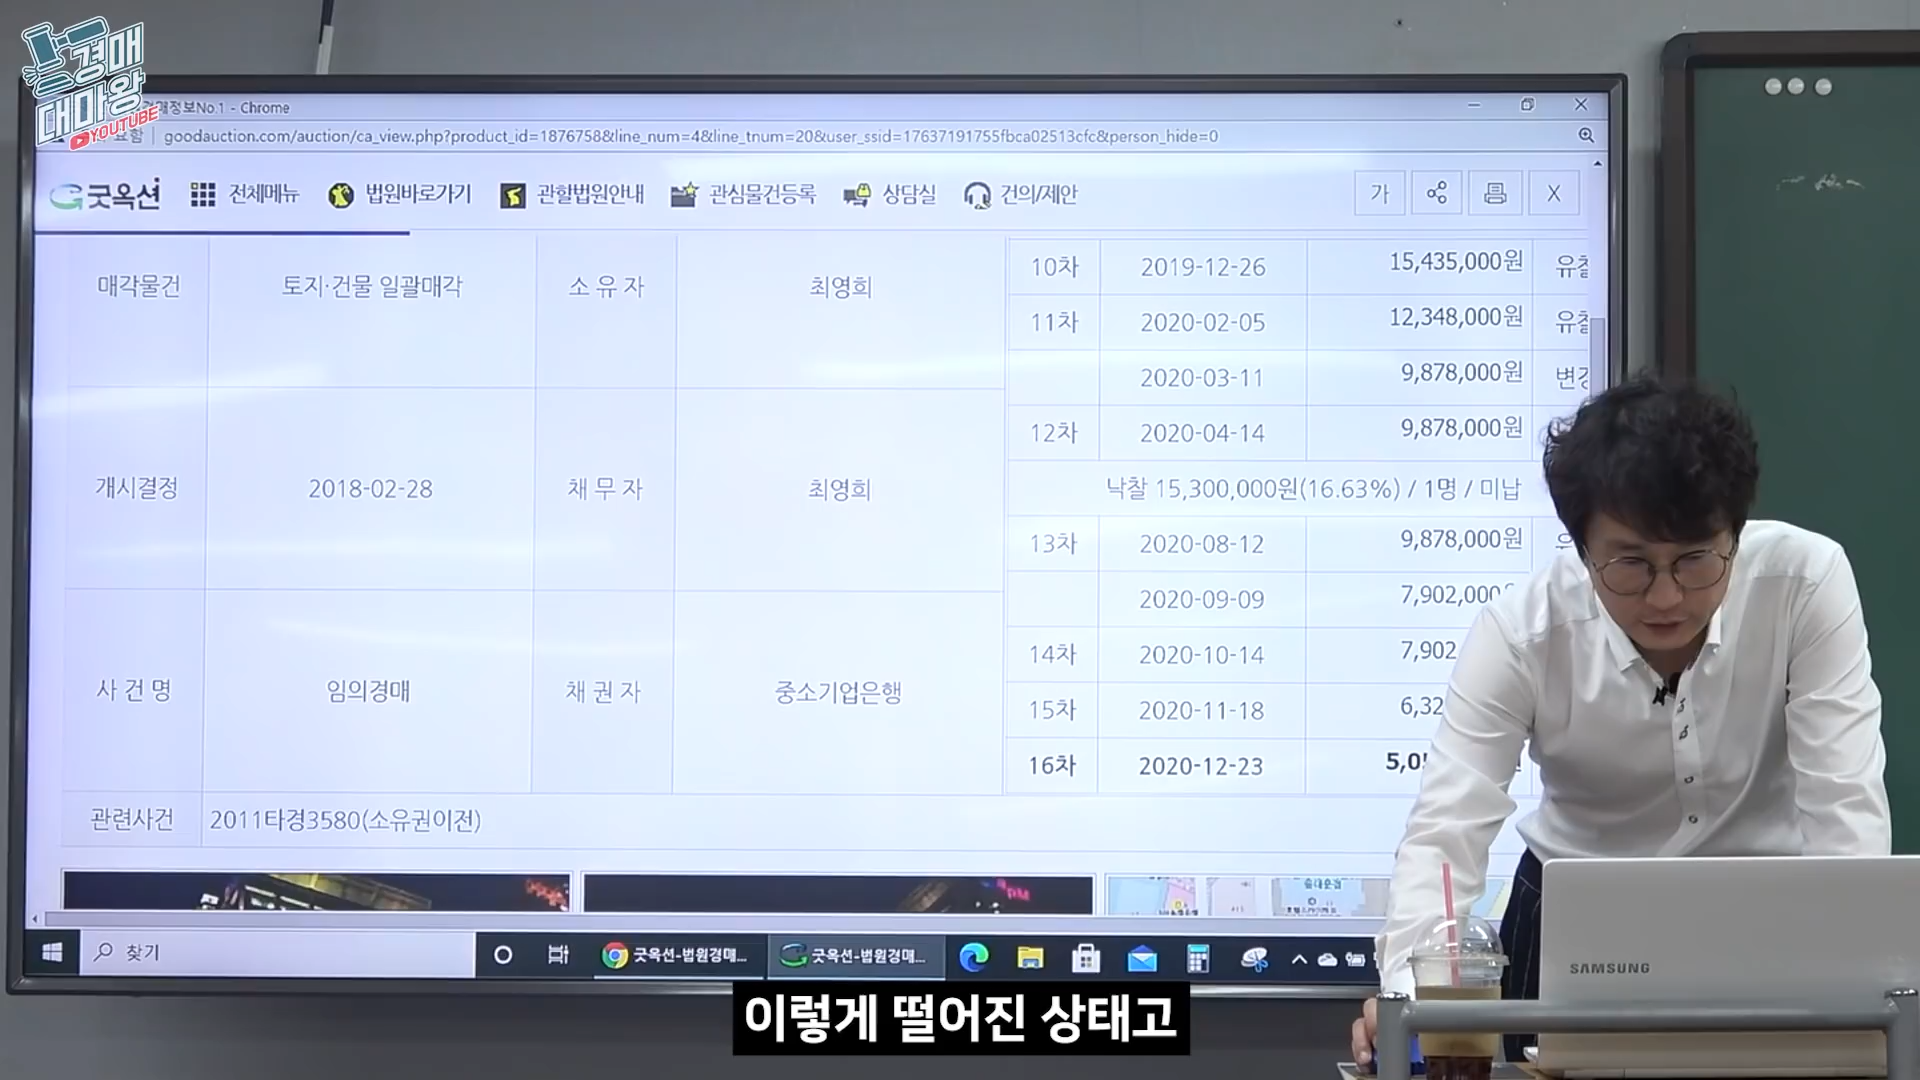 경매
대마왕
YOUTUBE
경매정보No.1 - Chrome
goodauction.com/auction/ca_view.php?product_id=1876758&line_num=4&line_tnum=20&user_ssid=17637191755fbca02513cfc&person_hide=0
굿옥션 전체메뉴 법원바로가기 관할법원안내 관심물건등록 상담실 건의/제안 가 X
매각물건 토지·건물 일괄매각 소유자 최영희
10차 2019-12-26 15,435,000원
11차 2020-02-05 12,348,000원
2020-03-11 9,878,000원
12차 2020-04-14 9,878,000원
개시결정 2018-02-28 채무자 최영희
낙찰 15,300,000원(16.63%) / 1명 / 미납
13차 2020-08-12 9,878,000원
2020-09-09 7,902,000
사건명 임의경매 채권자 중소기업은행
14차 2020-10-14 7,902
15차 2020-11-18 6,32
16차 2020-12-23
관련사건 2011타경3580(소유권이전)
찾기 굿옥션-법원경매... 굿옥션-법원경매...
SAMSUNG
이렇게 떨어진 상태고